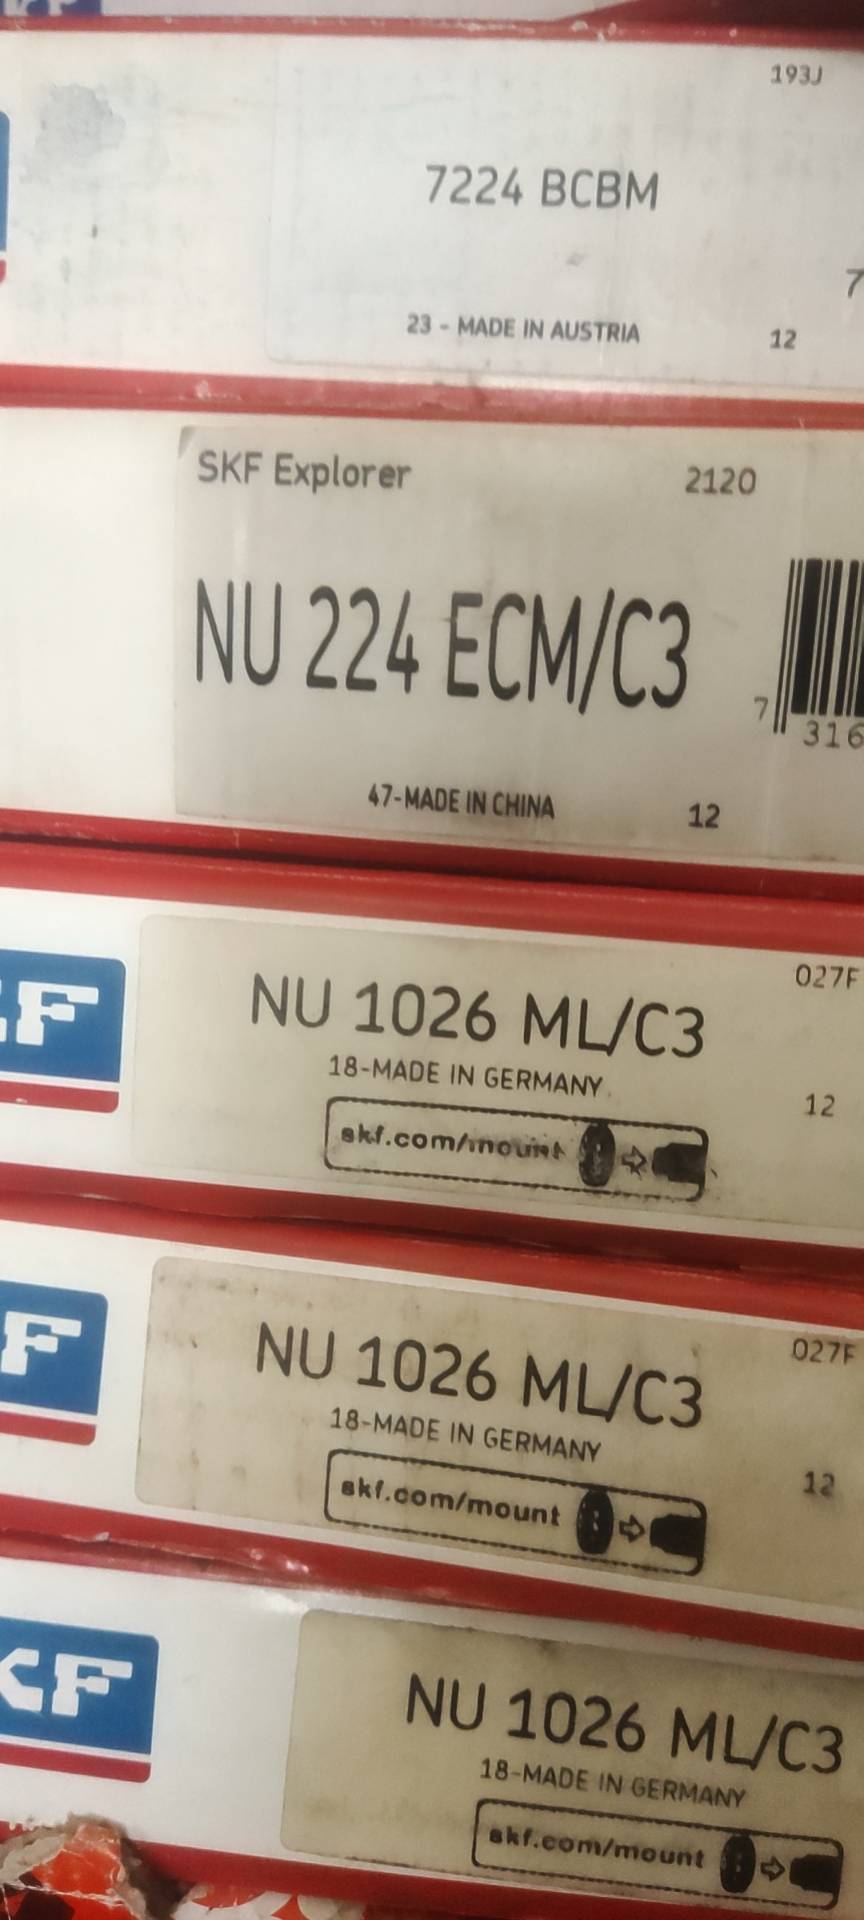 193J
7224 BCBM
7
23 - MADE IN AUSTRIA
12
SKF Explorer
2120
NU 224 ECM/C3
7
316
47-MADE IN CHINA
12
027F
NU 1026 ML/C3
18-MADE IN GERMANY
12
skf.com/mount
F
027F
NU 1026 ML/C3
18-MADE IN GERMANY
12
skf.com/mount
F
KF
NU 1026 ML/C3
18-MADE IN GERMANY
skf.com/mount